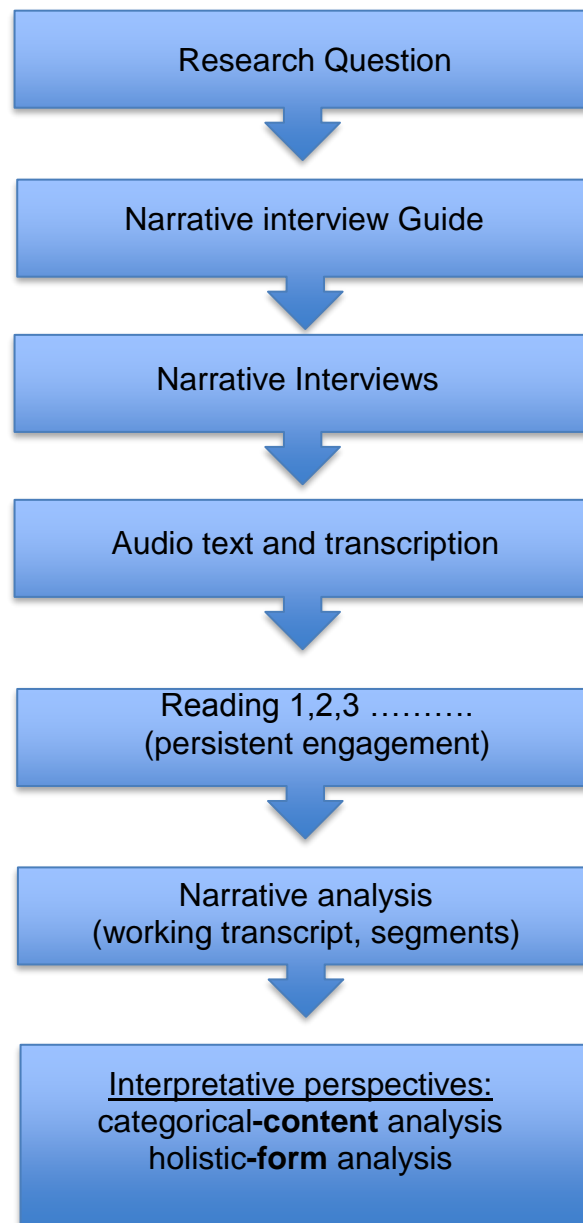 Research Question
Narrative interview Guide
Narrative Interviews
Audio text and transcription
Reading 1,2,3 ……….
(persistent engagement)
Narrative analysis
(working transcript, segments)
Interpretative perspectives:
categorical-content analysis
holistic-form analysis